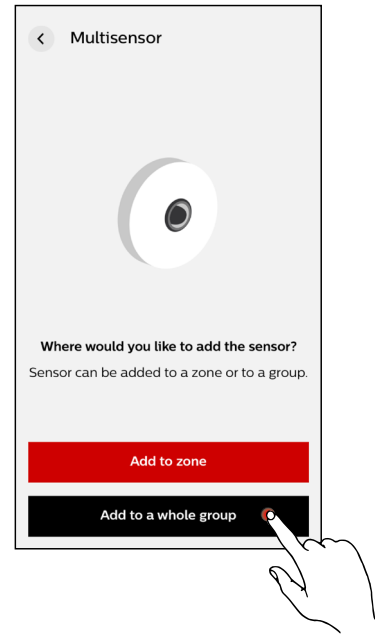 Multisensor
Where would you like to add the sensor?
Sensor can be added to a zone or to a group.
Add to zone
Add to a whole group